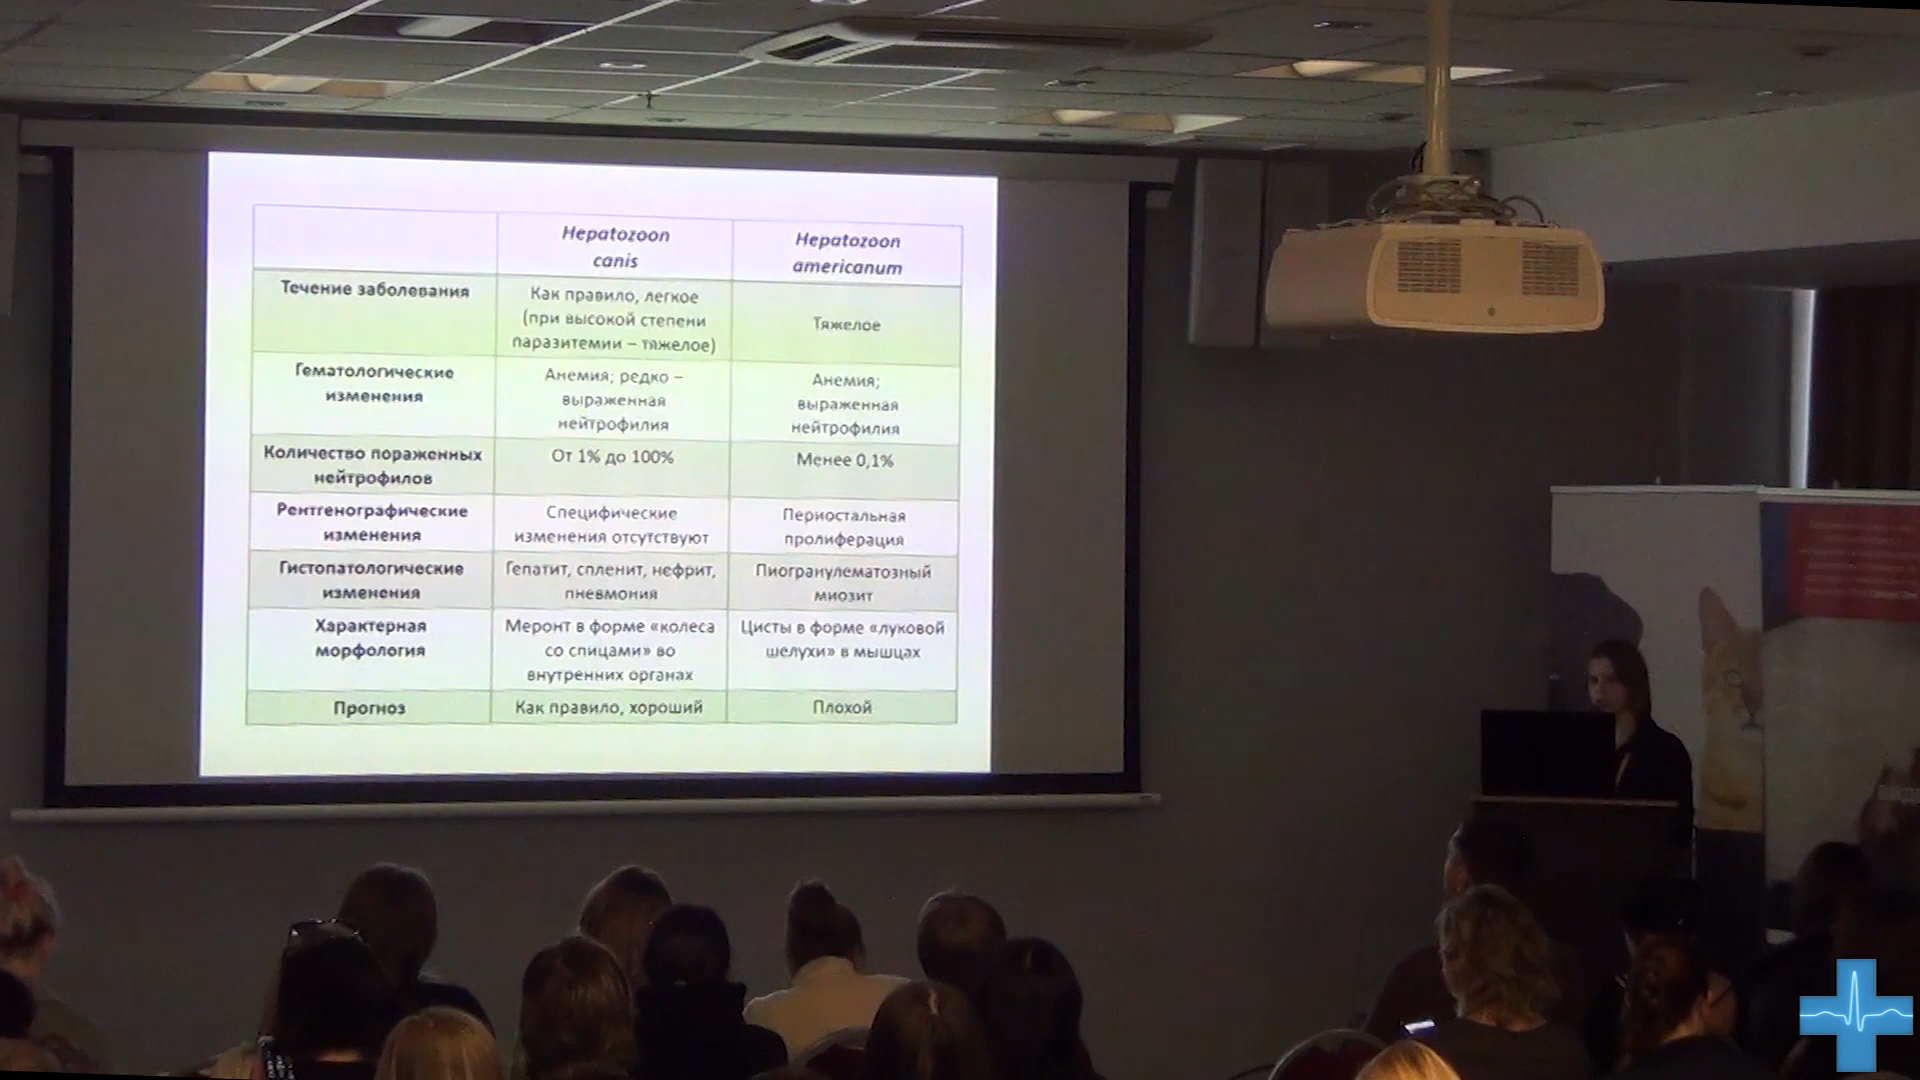 Hepatozoon
canis
Hepatozoon
americanum
Течение заболевания
Как правило, легкое
(при высокой степени
паразитемии – тяжелое)
Тяжелое
Гематологические
изменения
Анемия; редко –
выраженная
нейтрофилия
Анемия;
выраженная
нейтрофилия
Количество пораженных
нейтрофилов
От 1% до 100%
Менее 0,1%
Рентгенографические
изменения
Специфические
изменения отсутствуют
Периостальная
пролиферация
Гистопатологические
изменения
Гепатит, спленит, нефрит,
пневмония
Пиогранулематозный
миозит
Характерная
морфология
Меронт в форме «колеса
со спицами» во
внутренних органах
Цисты в форме «луковой
шелухи» в мышцах
Прогноз
Как правило, хороший
Плохой